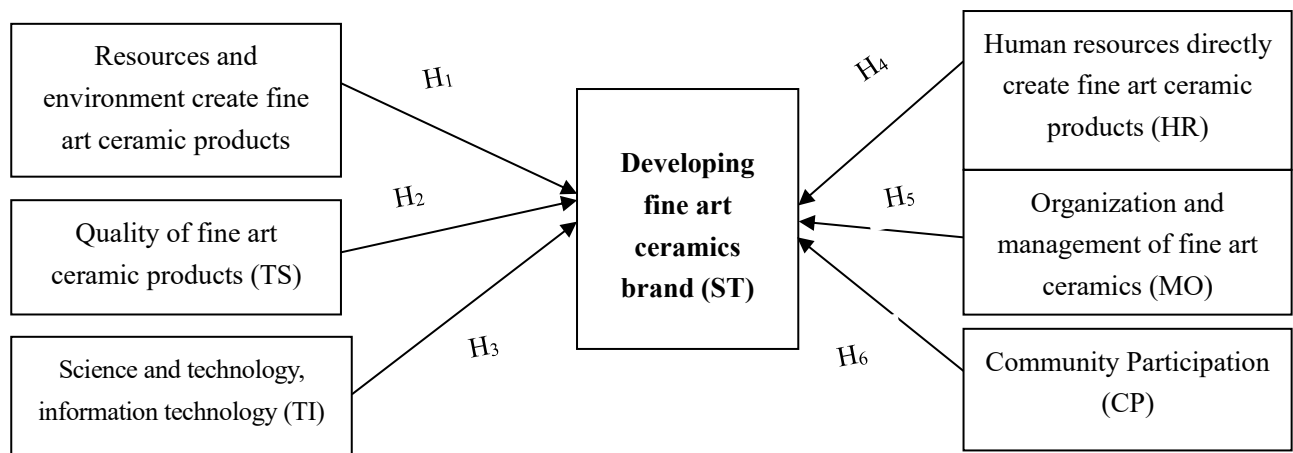 Resources and
environment create fine
art ceramic products
H₁
Quality of fine art
ceramic products (TS)
H₂
Science and technology,
information technology (TI)
H₃
Developing
fine art
ceramics
brand (ST)
Human resources directly
create fine art ceramic
products (HR)
H₄
Organization and
management of fine art
ceramics (MO)
H₅
Community Participation
(CP)
H₆